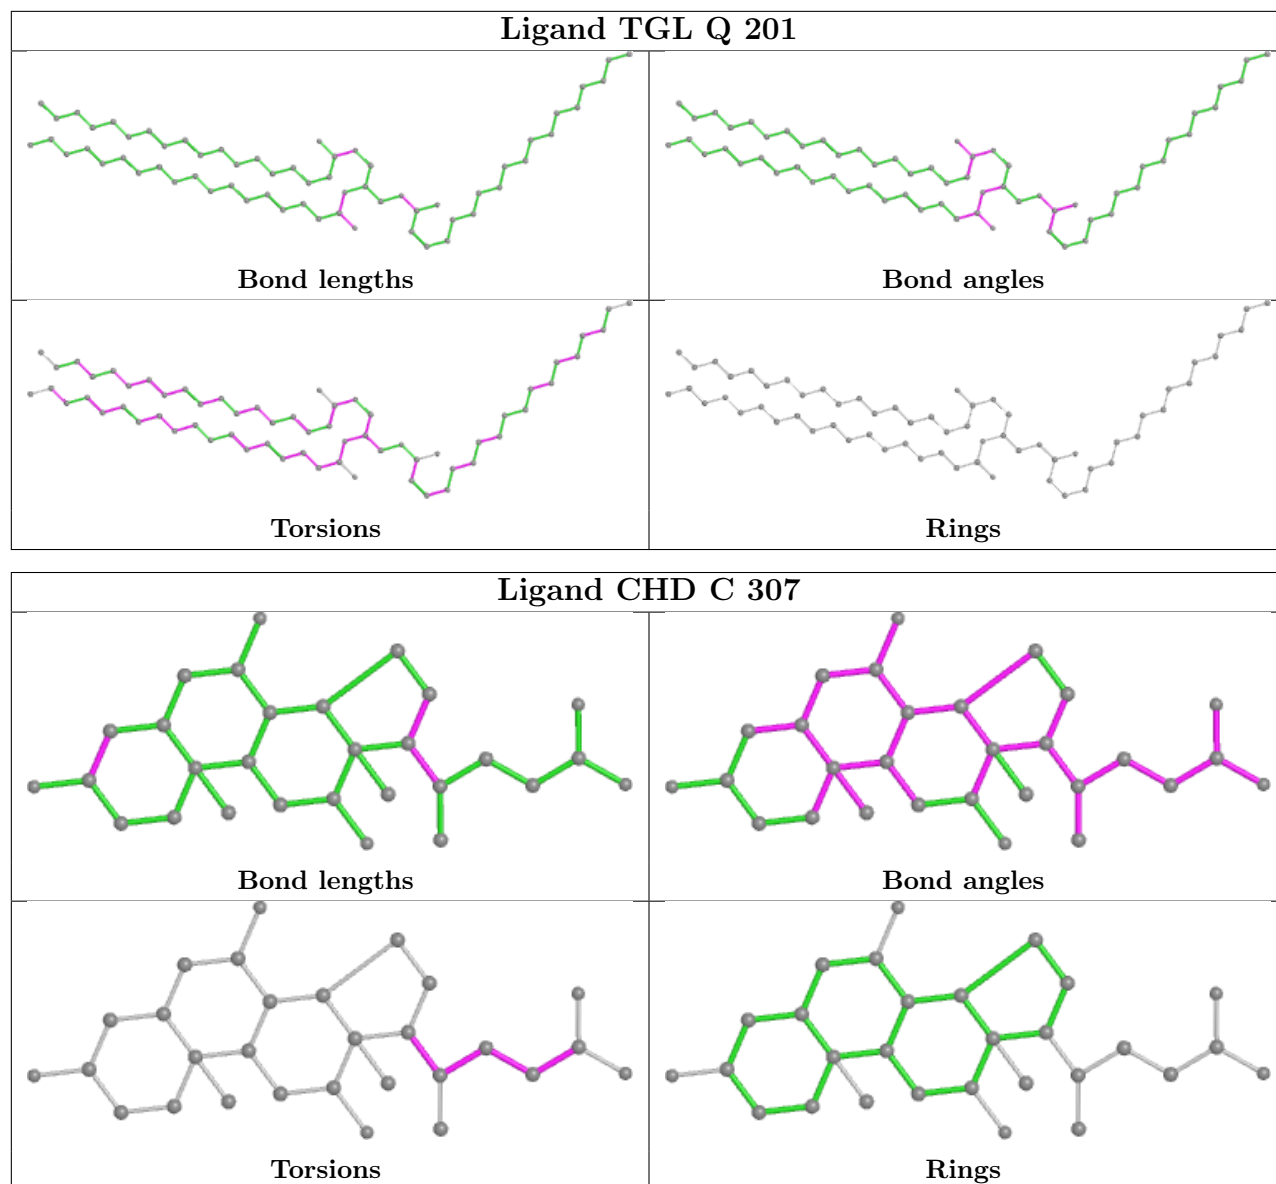 Ligand TGL Q 201
Bond lengths
Bond angles
Torsions
Rings
Ligand CHD C 307
Bond lengths
Bond angles
Torsions
Rings